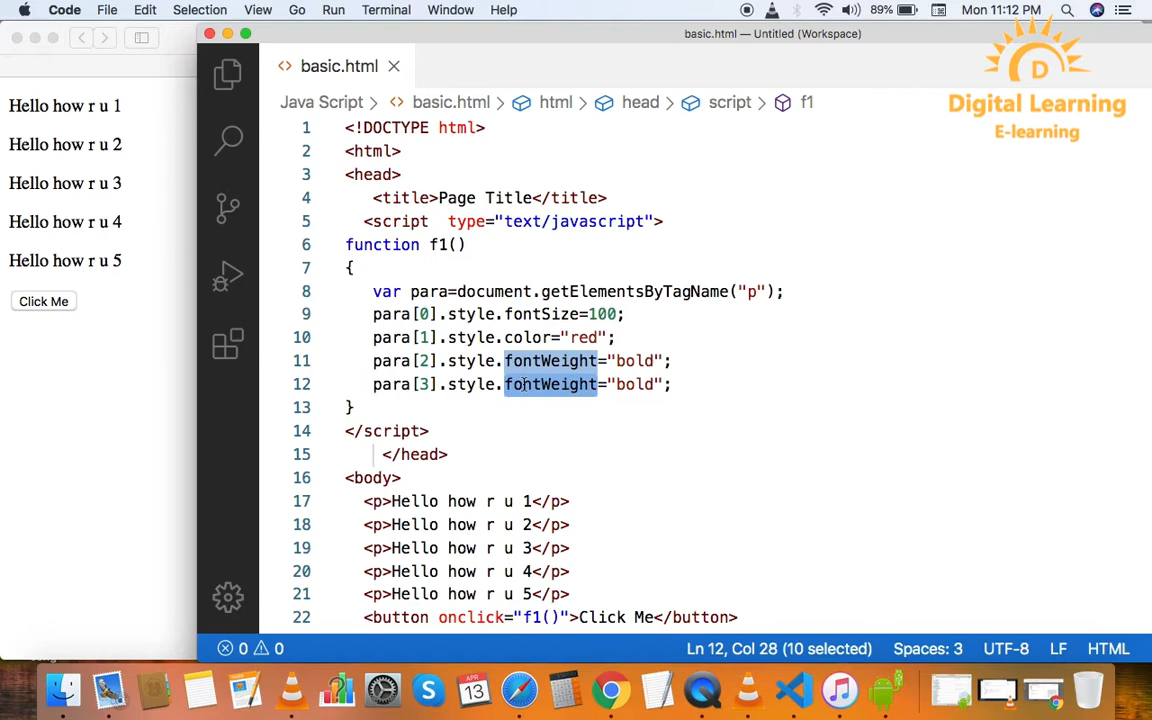 Code File Edit Selection View Go Run Terminal Window Help 89% Mon 11:12 PM
basic.html — Untitled (Workspace)
basic.html
D
Digital Learning
E-learning
Java Script > basic.html > html > head > script > f1
Hello how r u 1
Hello how r u 2
Hello how r u 3
Hello how r u 4
Hello how r u 5
Click Me
1 <!DOCTYPE html>
2 <html>
3 <head>
4 <title>Page Title</title>
5 <script type="text/javascript">
6 function f1()
7 {
8 var para=document.getElementsByTagName("p");
9 para[0].style.fontSize=100;
10 para[1].style.color="red";
11 para[2].style.fontWeight="bold";
12 para[3].style.fontWeight="bold";
13 }
14 </script>
15 </head>
16 <body>
17 <p>Hello how r u 1</p>
18 <p>Hello how r u 2</p>
19 <p>Hello how r u 3</p>
20 <p>Hello how r u 4</p>
21 <p>Hello how r u 5</p>
22 <button onclick="f1()">Click Me</button>
0 0 Ln 12, Col 28 (10 selected) Spaces: 3 UTF-8 LF HTML
13